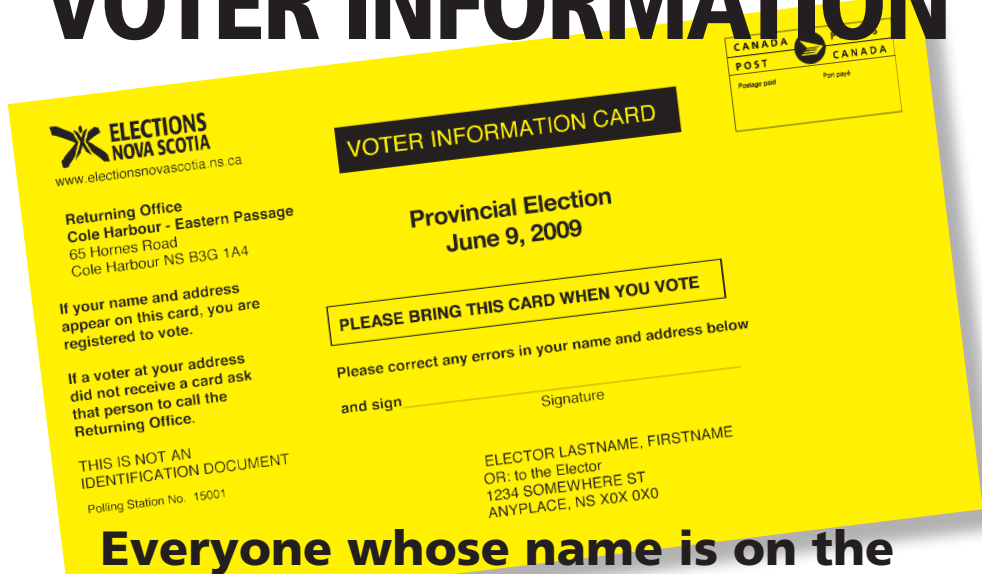 VOTER INFORMATION
CANADA
POST
CANADA
Postage paid
Port payé
ELECTIONS
NOVA SCOTIA
www.electionsnovascotia.ns.ca
VOTER INFORMATION CARD
Returning Office
Cole Harbour - Eastern Passage
65 Hornes Road
Cole Harbour NS B3G 1A4
Provincial Election
June 9, 2009
If your name and address
appear on this card, you are
registered to vote.
PLEASE BRING THIS CARD WHEN YOU VOTE
If a voter at your address
did not receive a card ask
that person to call the
Returning Office.
Please correct any errors in your name and address below
and sign
Signature
THIS IS NOT AN
IDENTIFICATION DOCUMENT
Polling Station No. 15001
ELECTOR LASTNAME, FIRSTNAME
OR: to the Elector
1234 SOMEWHERE ST
ANYPLACE, NS X0X 0X0
Everyone whose name is on the